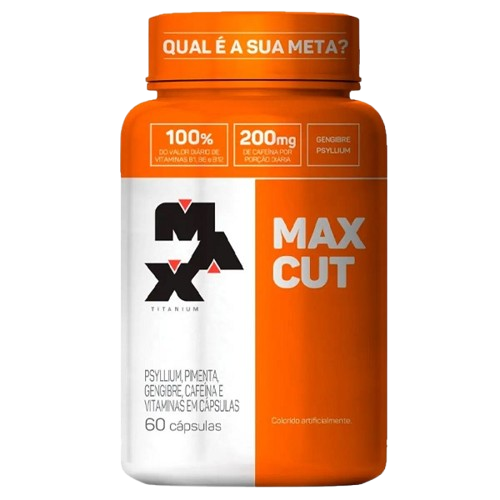 QUAL É A SUA META?
100%
DO VALOR DIÁRIO DE
VITAMINAS B1, B6 e B12
200mg
DE CAFEÍNA POR
PORÇÃO DIÁRIA
GENGIBRE
PSYLLIUM
MAX
TITANIUM
MAX
CUT
PSYLLIUM, PIMENTA,
GENGIBRE, CAFEÍNA E
VITAMINAS EM CÁPSULAS
60 cápsulas
Colorido artificialmente.